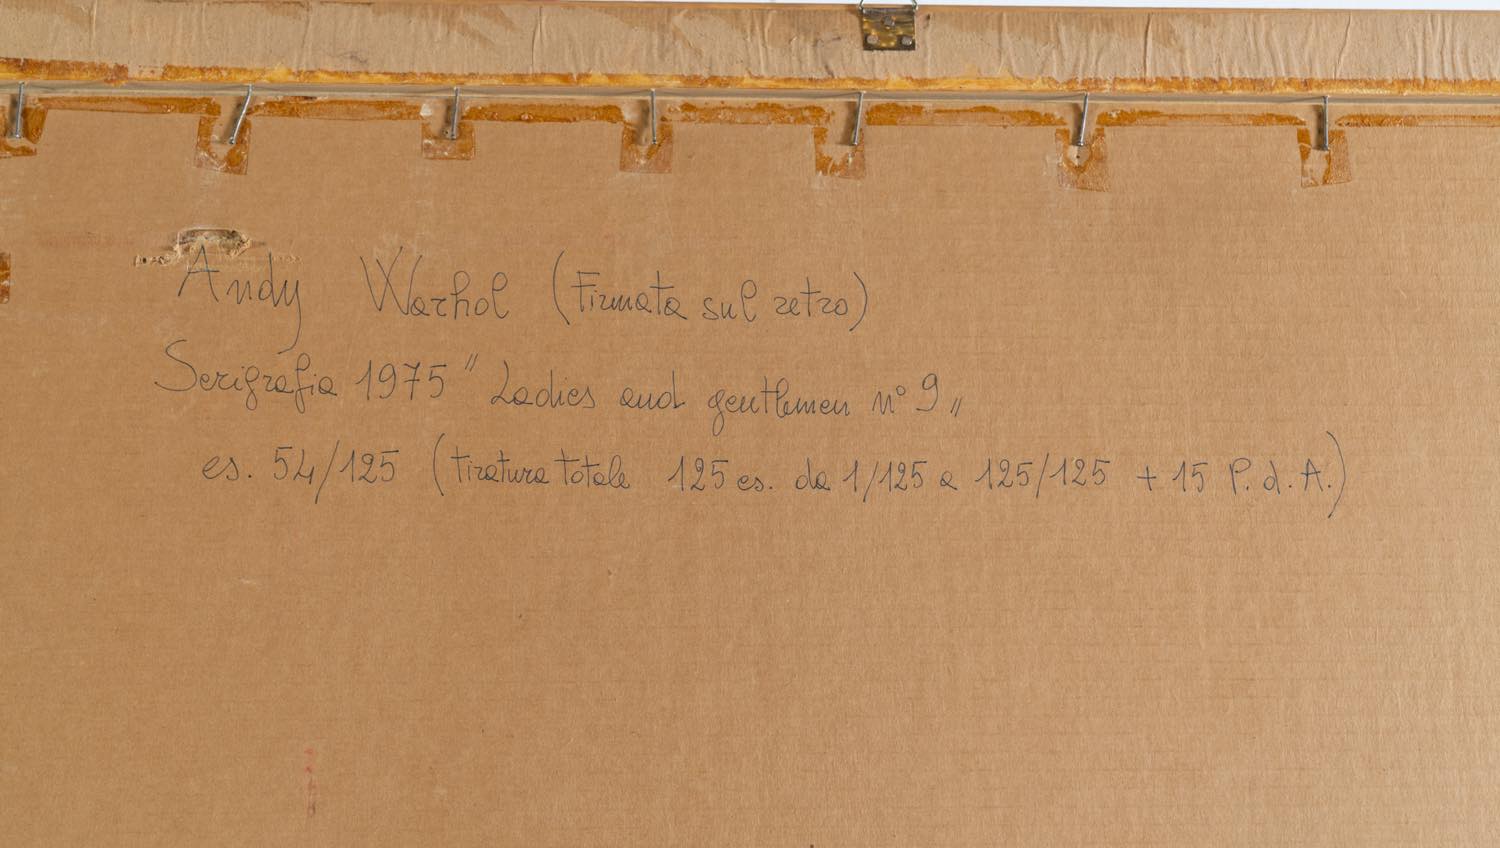 Andy Warhol (Firmata sul retro)
Serigrafia 1975 " Ladies and gentlemen n° 9 "
es. 54/125 (tiratura totale 125 es. da 1/125 a 125/125 + 15 P. d. A.)